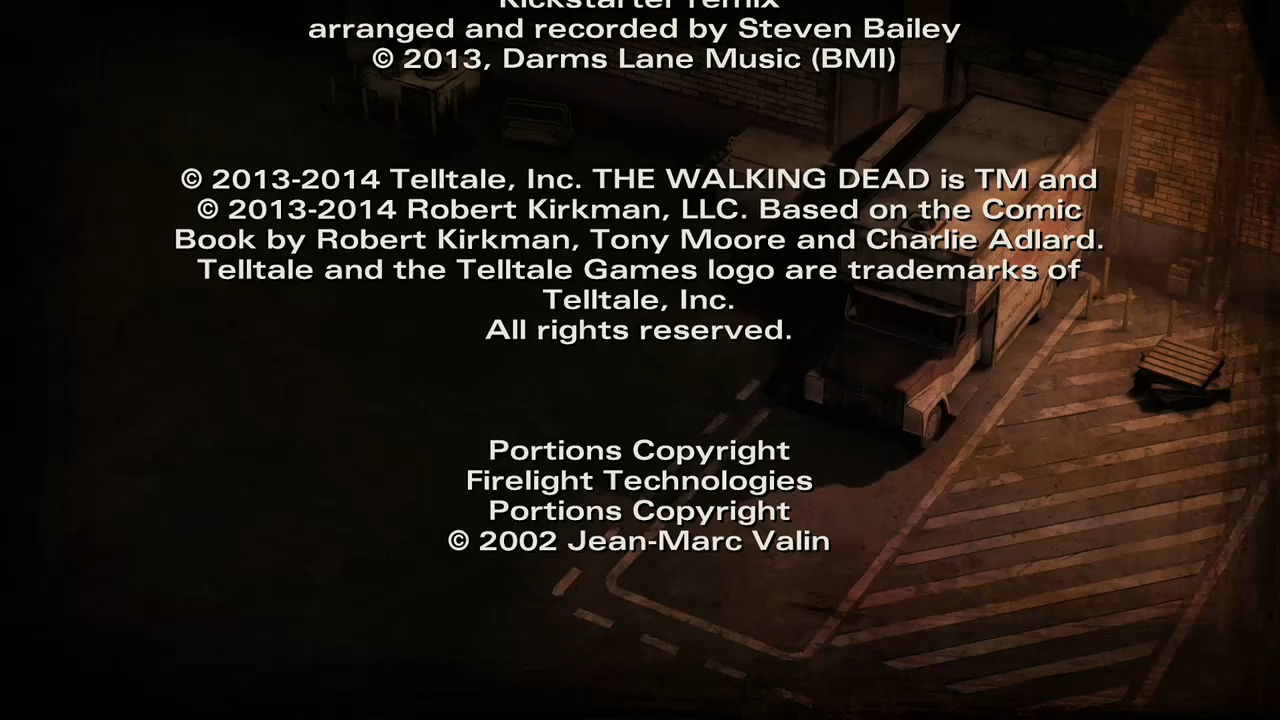 Kickstarter remix
arranged and recorded by Steven Bailey
© 2013, Darms Lane Music (BMI)
© 2013-2014 Telltale, Inc. THE WALKING DEAD is TM and
© 2013-2014 Robert Kirkman, LLC. Based on the Comic
Book by Robert Kirkman, Tony Moore and Charlie Adlard.
Telltale and the Telltale Games logo are trademarks of
Telltale, Inc.
All rights reserved.
Portions Copyright
Firelight Technologies
Portions Copyright
© 2002 Jean-Marc Valin